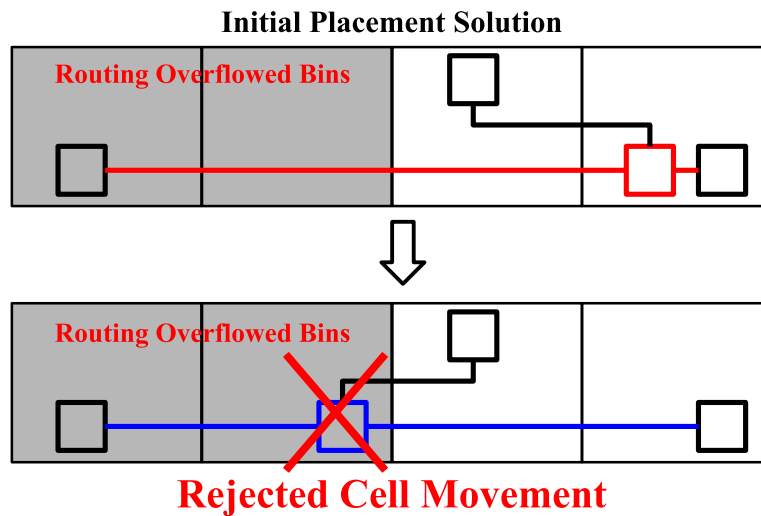 Initial Placement Solution
Routing Overflowed Bins
Routing Overflowed Bins
Rejected Cell Movement